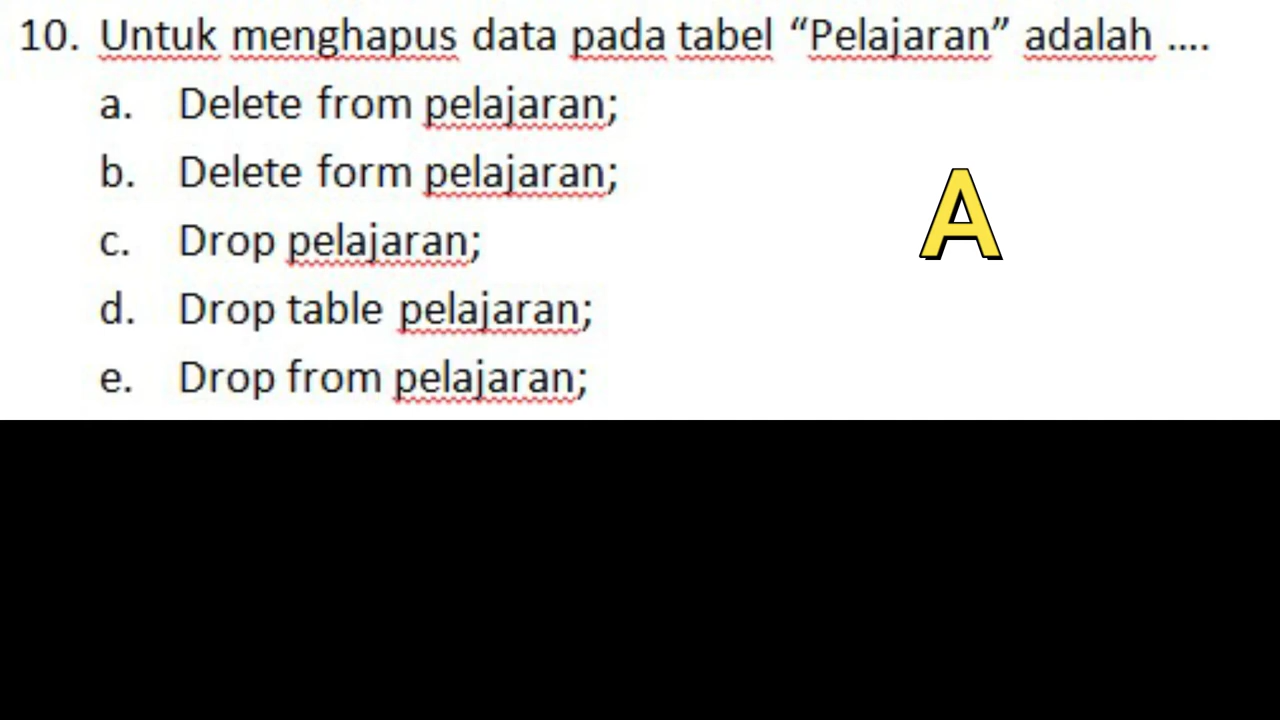 10. Untuk menghapus data pada tabel “Pelajaran” adalah ....
a. Delete from pelajaran;
b. Delete form pelajaran;
c. Drop pelajaran;
d. Drop table pelajaran;
e. Drop from pelajaran;
A